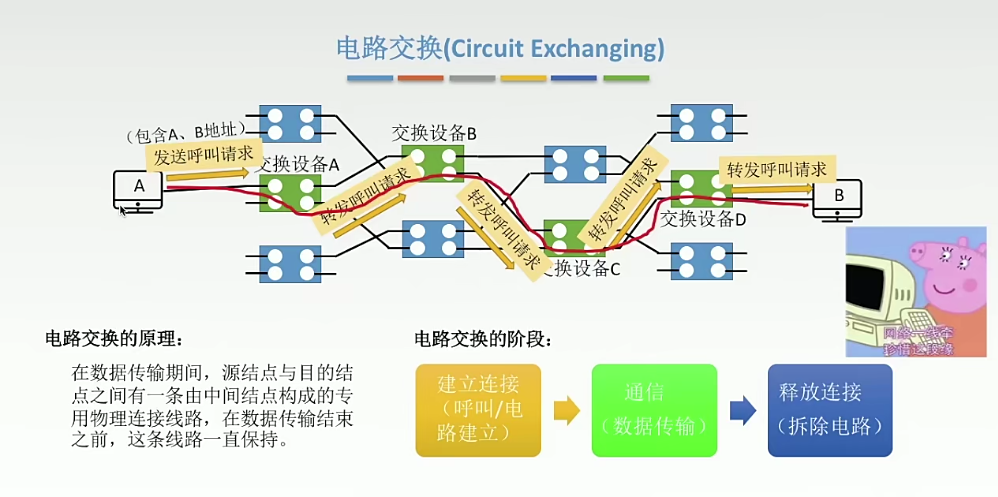 电路交换(Circuit Exchanging)
（包含A、B地址）
发送呼叫请求
交换设备A
交换设备B
转发呼叫请求
转发呼叫请求
转发呼叫请求
转发呼叫请求
交换设备C
交换设备D
A
B
网络一线牵
珍惜这段缘
电路交换的原理：
在数据传输期间，源结点与目的结
点之间有一条由中间结点构成的专
用物理连接线路，在数据传输结束
之前，这条线路一直保持。
电路交换的阶段：
建立连接
（呼叫/电
路建立）
通信
（数据传输）
释放连接
（拆除电路）